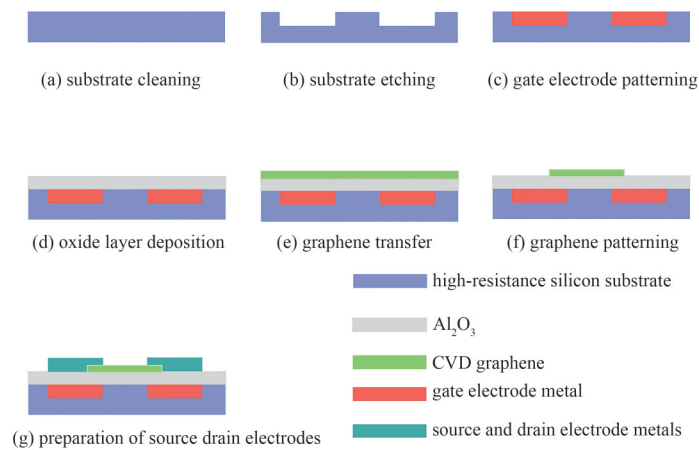 (a) substrate cleaning
(b) substrate etching
(c) gate electrode patterning
(d) oxide layer deposition
(e) graphene transfer
(f) graphene patterning
high-resistance silicon substrate
Al₂O₃
CVD graphene
gate electrode metal
source and drain electrode metals
(g) preparation of source drain electrodes